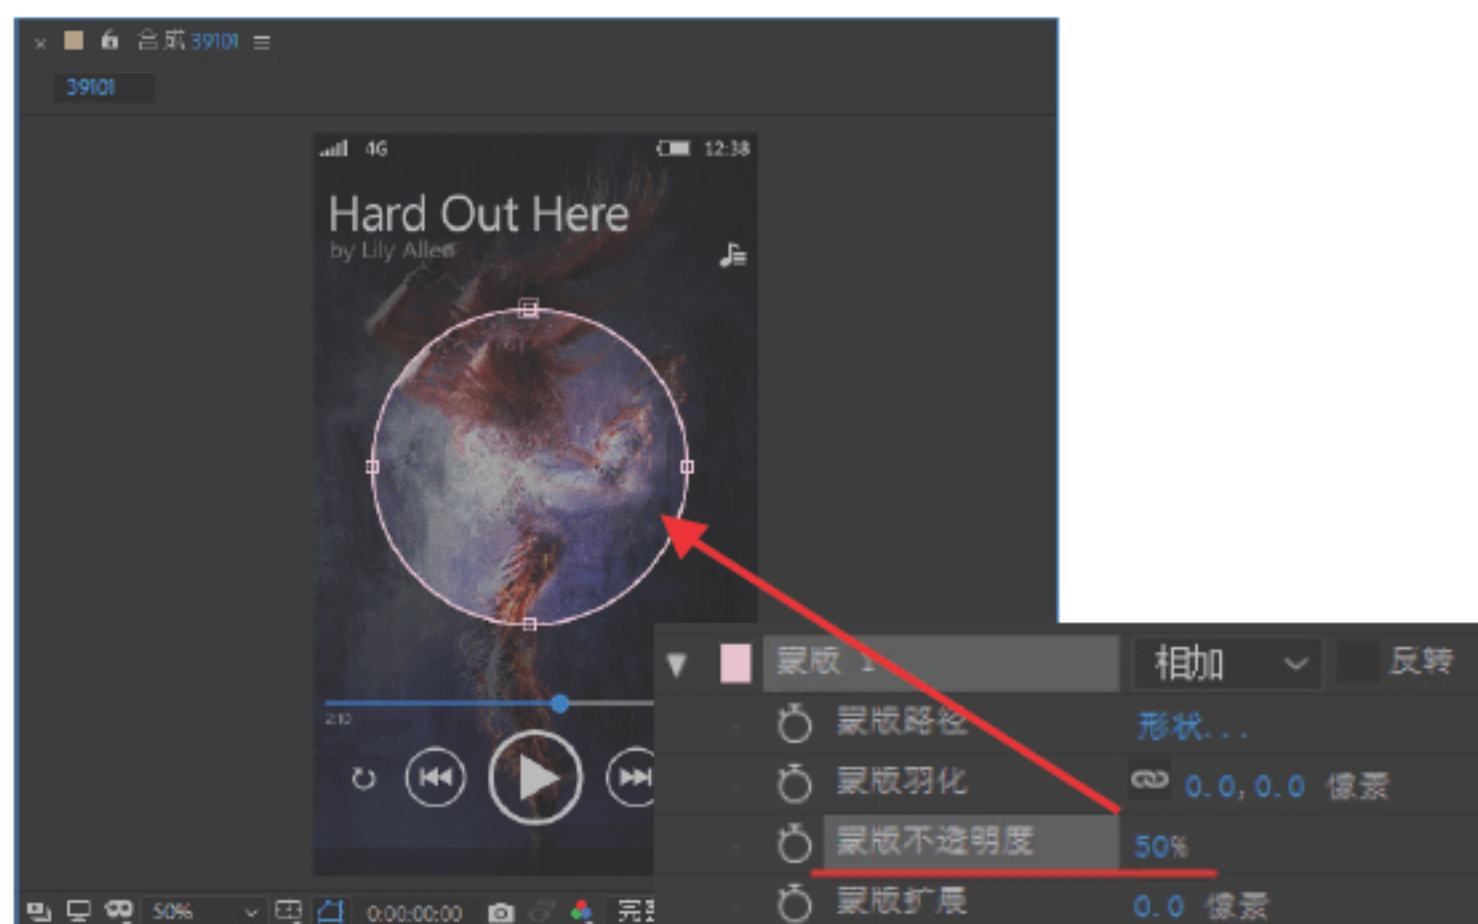 合成 39101
39101
4G 12:38
Hard Out Here
by Lily Allen
2:10
蒙版 1 相加 反转
蒙版路径 形状...
蒙版羽化 0.0,0.0 像素
蒙版不透明度 50%
蒙版扩展 0.0 像素
50% 0:00:00:00 完